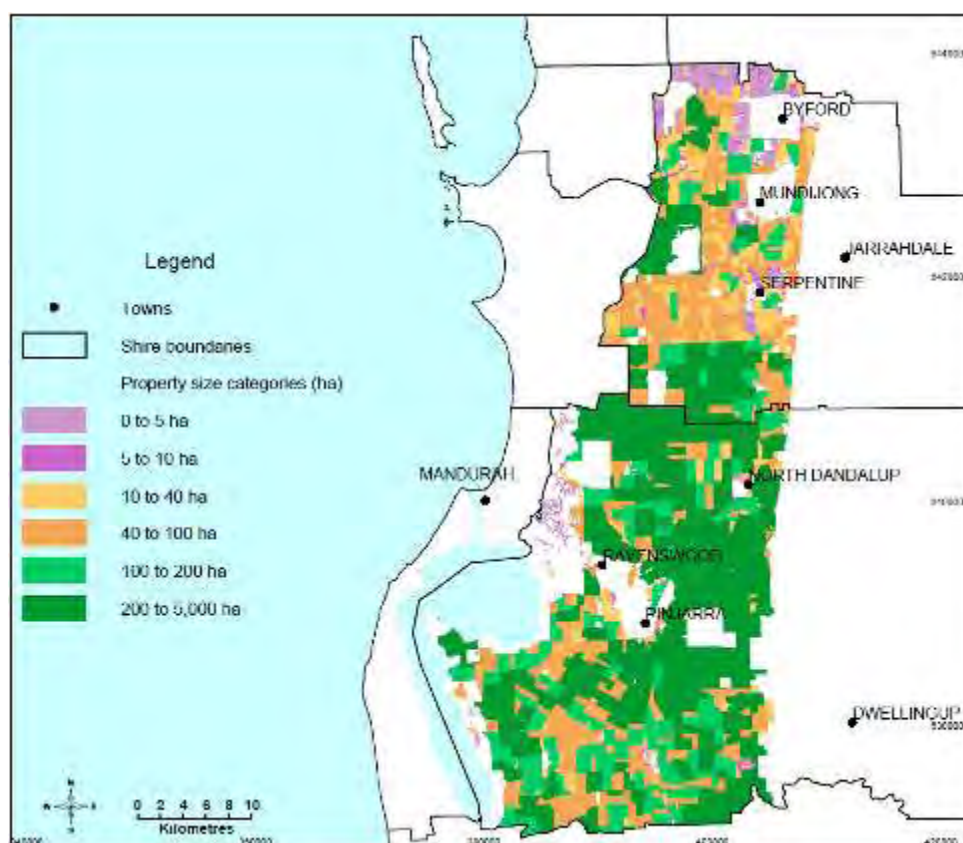 BYFORD
MUNDIJONG
JARRAHDALE
SERPENTINE
Legend
Towns
Shire boundaries
Property size categories (ha)
0 to 5 ha
5 to 10 ha
10 to 40 ha
40 to 100 ha
100 to 200 ha
200 to 5,000 ha
MANDURAH
NORTH DANDALUP
RAVENSWOOD
PINJARRA
DWELLINGUP
N
W E
S
0 2 4 6 8 10
Kilometres